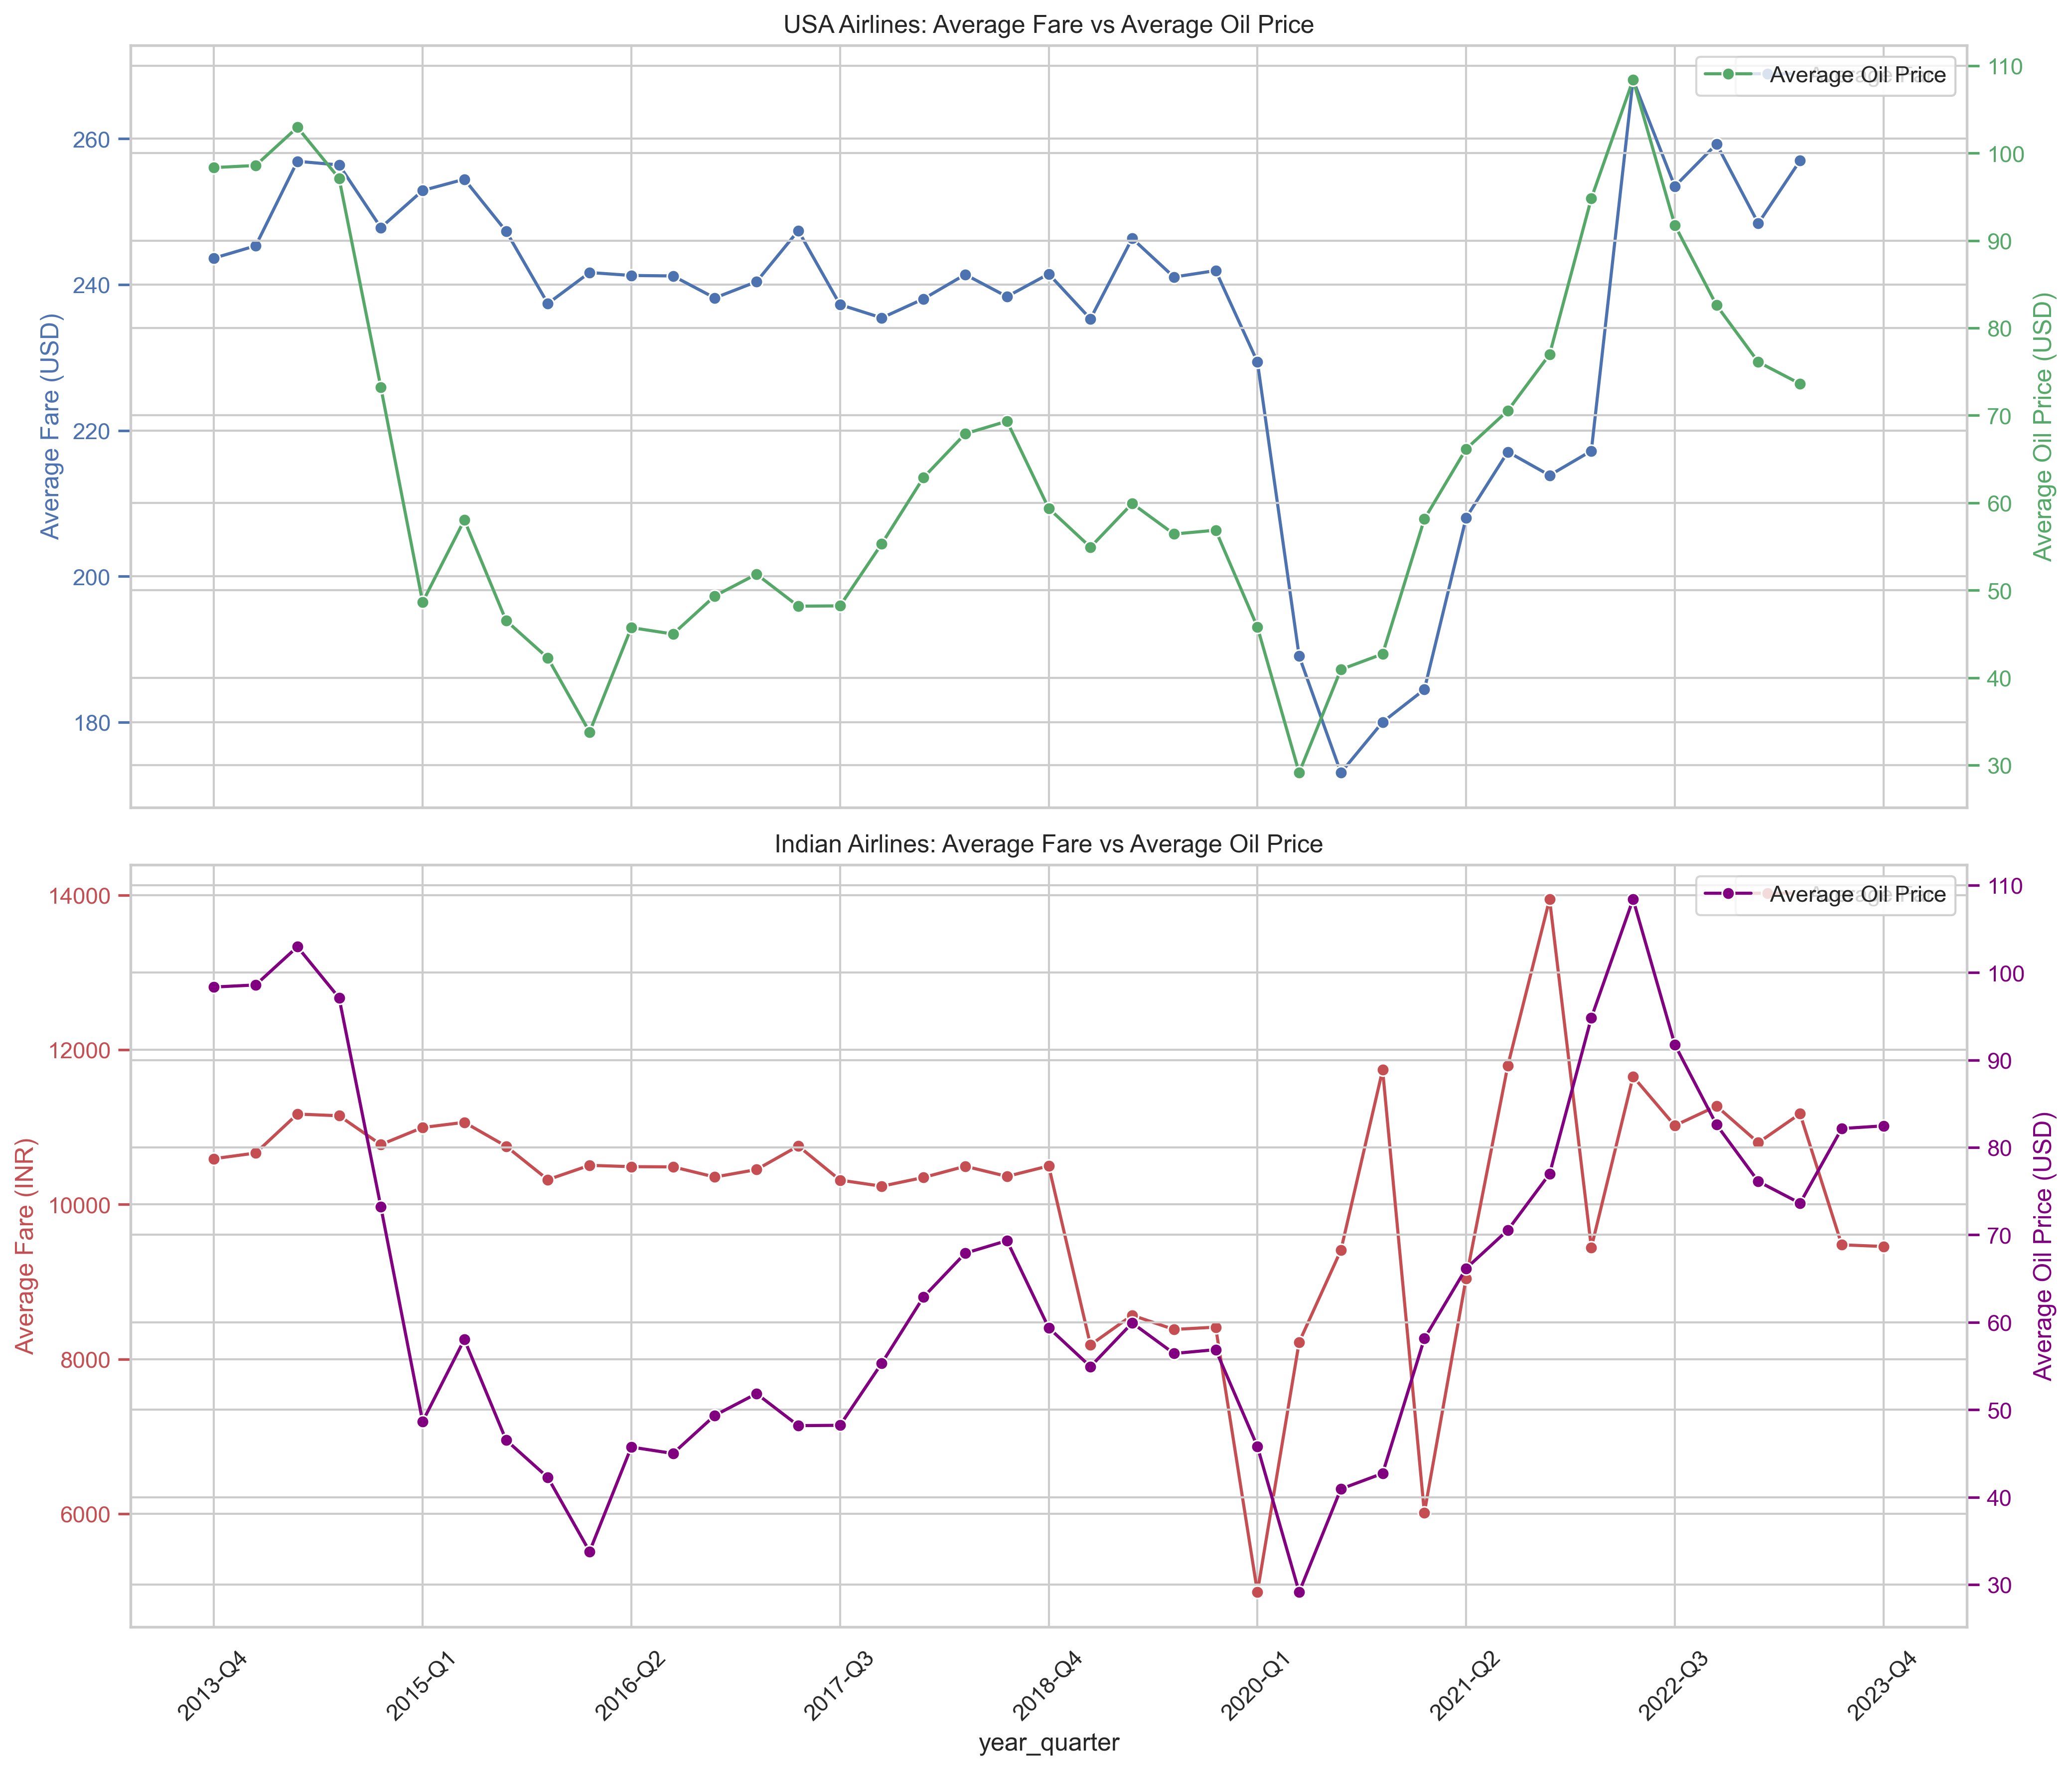 USA Airlines: Average Fare vs Average Oil Price
Average Oil Price
260
240
220
200
180
Average Fare (USD)
110
100
90
80
70
60
50
40
30
Average Oil Price (USD)
Indian Airlines: Average Fare vs Average Oil Price
Average Oil Price
14000
12000
10000
8000
6000
Average Fare (INR)
110
100
90
80
70
60
50
40
30
Average Oil Price (USD)
2013-Q4
2015-Q1
2016-Q2
2017-Q3
2018-Q4
2020-Q1
2021-Q2
2022-Q3
2023-Q4
year_quarter